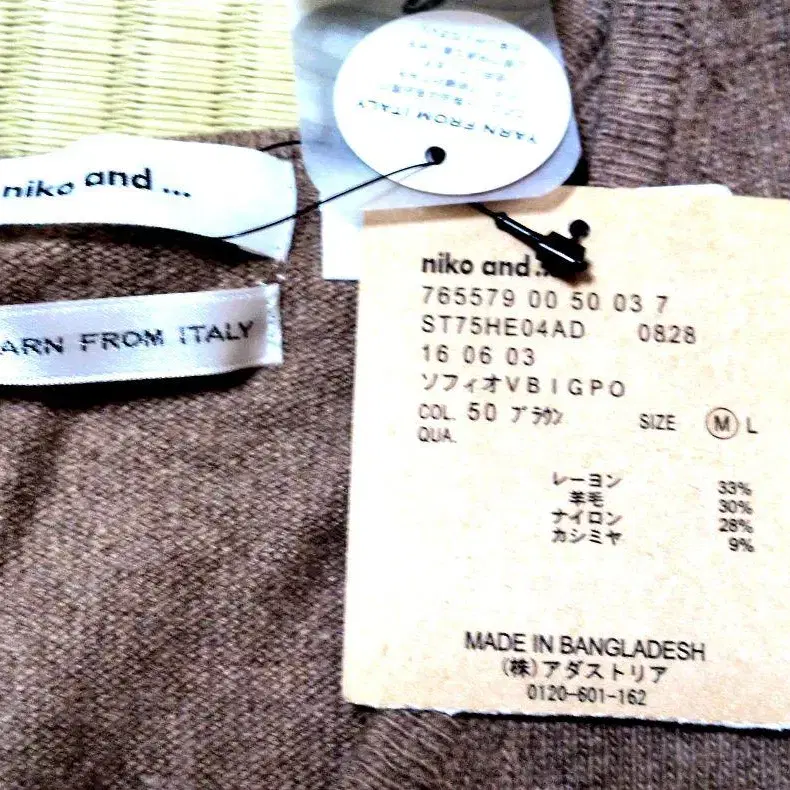 niko and ...
ARN FROM ITALY
YARN FROM ITALY
niko and ...
765579 00 50 03 7
ST75HE04AD 0828
16 06 03
ソフィオVBIGPO
COL. 50 ブラウン SIZE M L
QUA.
レーヨン 33%
羊毛 30%
ナイロン 28%
カシミヤ 9%
MADE IN BANGLADESH
(株)アダストリア
0120-601-162